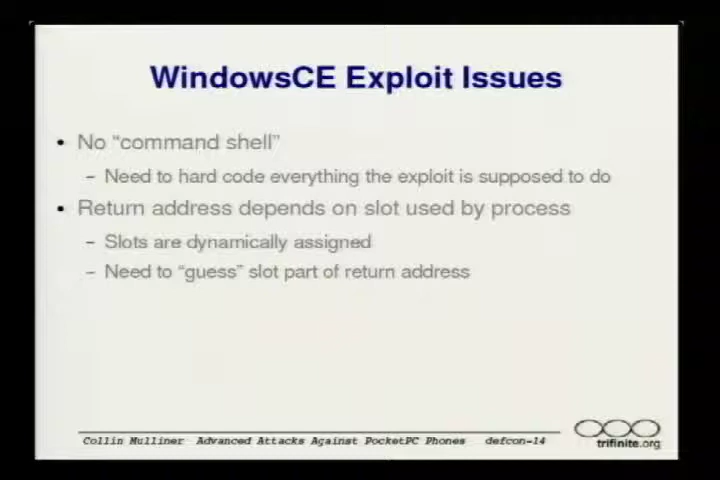 WindowsCE Exploit Issues
• No “command shell”
– Need to hard code everything the exploit is supposed to do
• Return address depends on slot used by process
– Slots are dynamically assigned
– Need to “guess” slot part of return address
Collin Mulliner Advanced Attacks Against PocketPC Phones defcon-14
trifinite.org